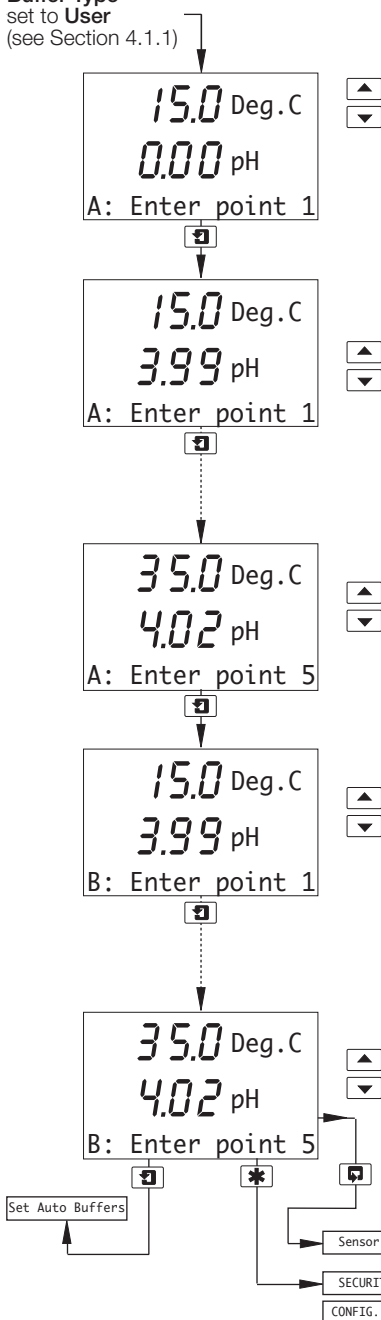 set to User
(see Section 4.1.1)
15.0 Deg.C
0.00 pH
A: Enter point 1
15.0 Deg.C
3.99 pH
A: Enter point 1
35.0 Deg.C
4.02 pH
A: Enter point 5
15.0 Deg.C
3.99 pH
B: Enter point 1
35.0 Deg.C
4.02 pH
B: Enter point 5
Set Auto Buffers
Sensor
CONFIG.